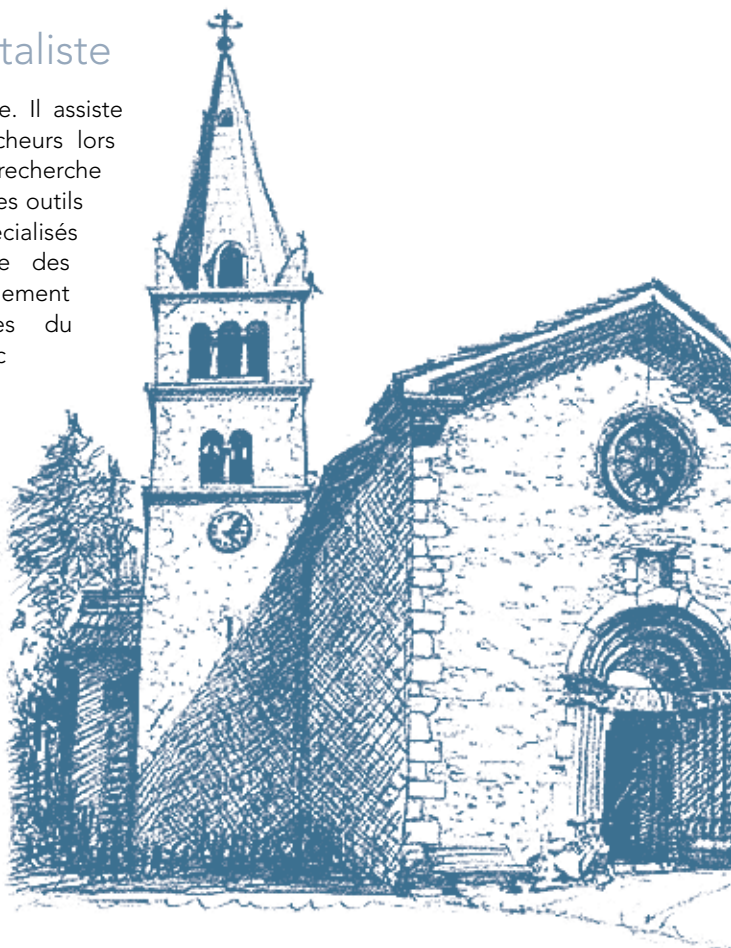 taliste
e. Il assiste
cheurs lors
recherche
es outils
écialisés
e des
ement
es du
c